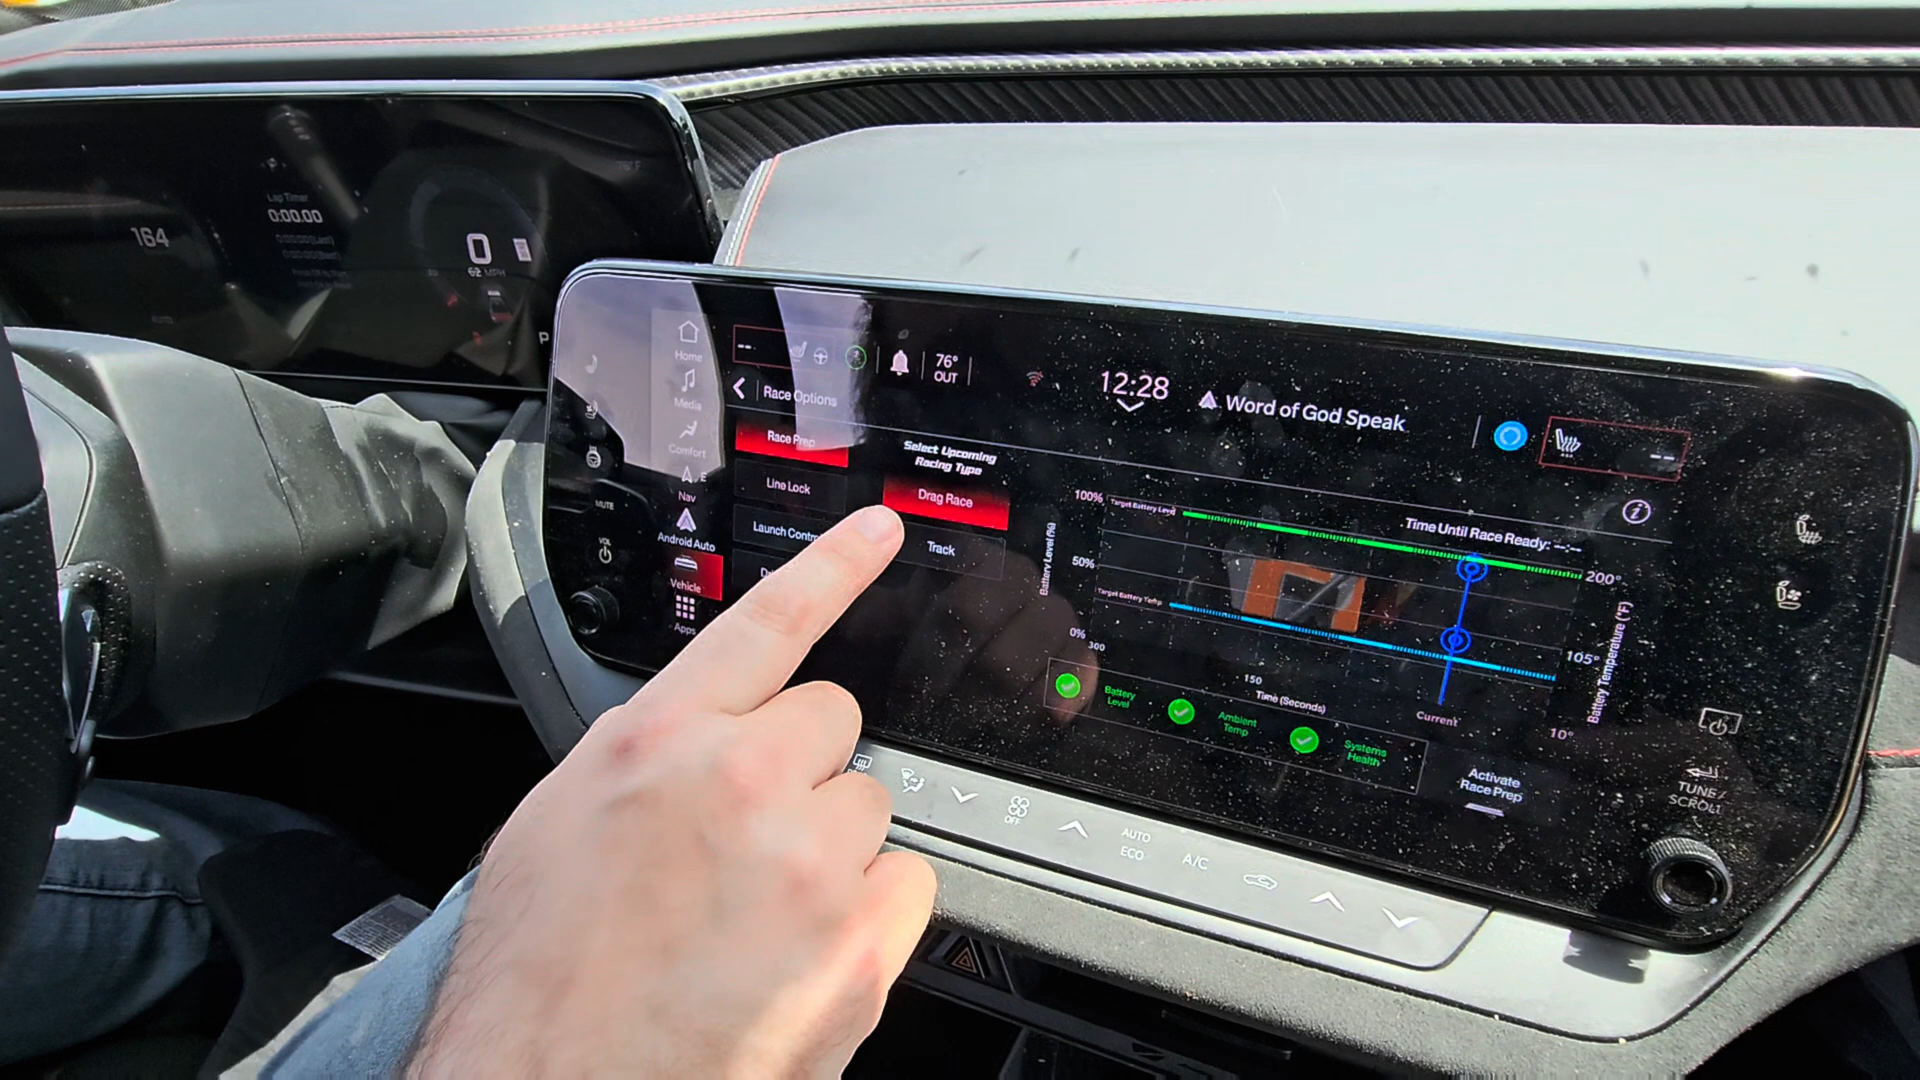 164
Lap Timer
0:00.00
0
62 MPH
P
MUTE
VOL
Home
Media
Comfort
E
Nav
Android Auto
Vehicle
Apps
--
76°
OUT
12:28
Word of God Speak
--
Race Options
Race Prep
Line Lock
Launch Control
Select Upcoming
Racing Type
Drag Race
Track
Time Until Race Ready: --:--
100%
50%
0%
Target Battery Level
Target Battery Temp
Battery Level (%)
200°
105°
10°
Battery Temperature (°F)
300
150
Time (Seconds)
Current
Battery
Level
Ambient
Temp
Systems
Health
Activate
Race Prep
TUNE /
SCROLL
OFF
AUTO
ECO
A/C